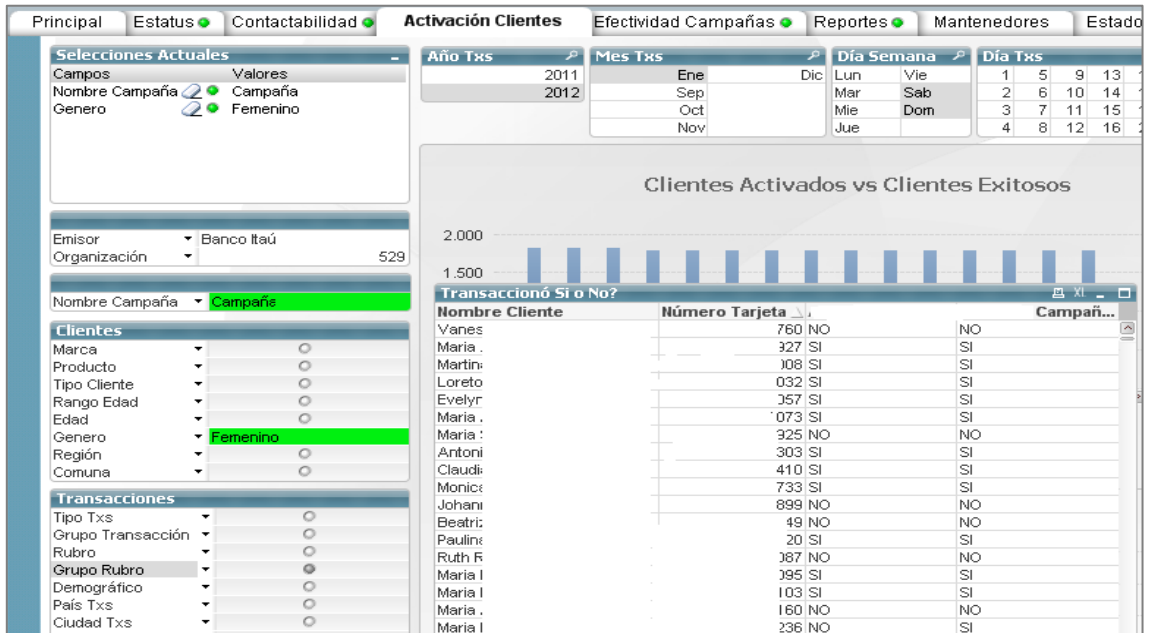 Principal Estatus Contactabilidad Activación Clientes Efectividad Campañas Reportes Mantenedores Estado
Selecciones Actuales
Campos Valores
Nombre Campaña Campaña
Genero Femenino
Año Txs
2011
2012
Mes Txs
Ene Dic
Sep
Oct
Nov
Día Semana
Lun Vie
Mar Sab
Mie Dom
Jue
Día Txs
1 5 9 13
2 6 10 14
3 7 11 15
4 8 12 16
Emisor Banco Itaú
Organización 529
Nombre Campaña Campaña
Clientes
Marca
Producto
Tipo Cliente
Rango Edad
Edad
Genero Femenino
Región
Comuna
Transacciones
Tipo Txs
Grupo Transacción
Rubro
Grupo Rubro
Demográfico
País Txs
Ciudad Txs
Clientes Activados vs Clientes Exitosos
2.000
1.500
Transaccionó Si o No? XL
Nombre Cliente Número Tarjeta Campañ...
Vanes 760 NO NO
Maria 927 SI SI
Martina 008 SI SI
Loreto 032 SI SI
Evelyn 057 SI SI
Maria 073 SI SI
Maria 925 NO NO
Antoni 303 SI SI
Claudi 410 SI SI
Monica 733 SI SI
Johann 899 NO NO
Beatriz 49 NO NO
Paulina 20 SI SI
Ruth 087 NO NO
Maria 095 SI SI
Maria 103 SI SI
Maria 160 NO NO
Maria 236 NO SI